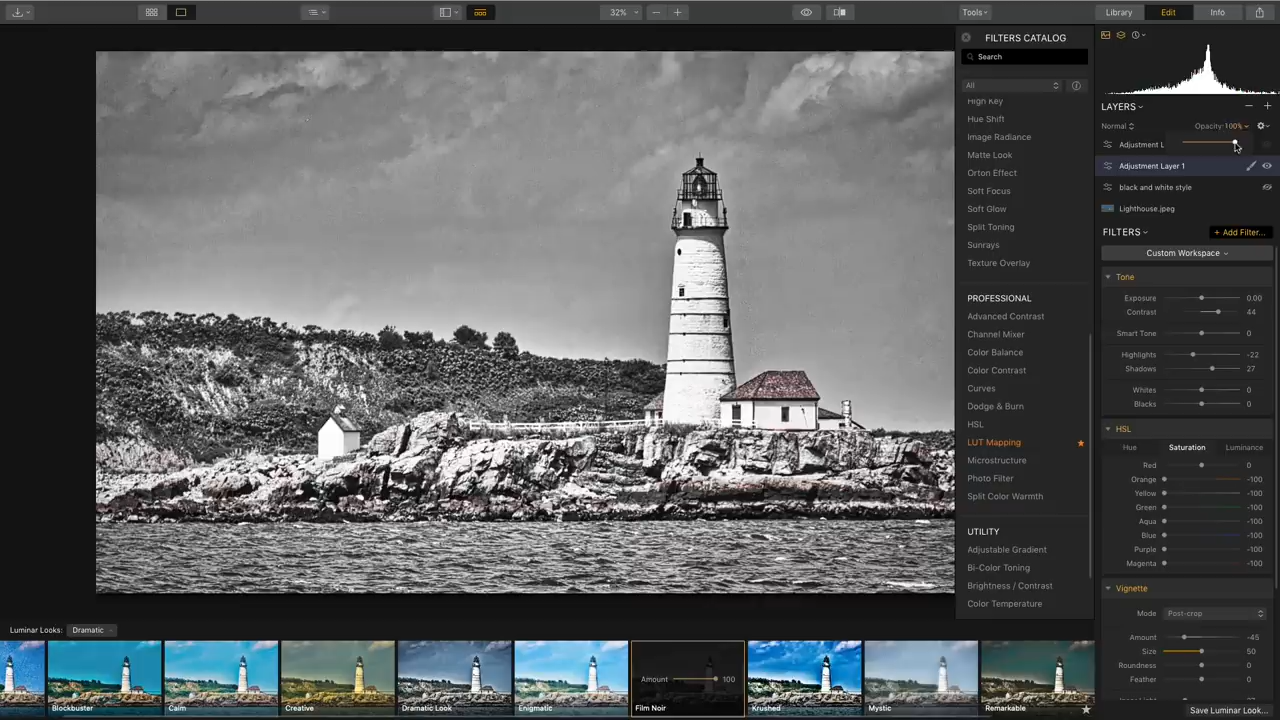 32%
Tools
Library
Edit
Info
FILTERS CATALOG
Search
All
High Key
Hue Shift
Image Radiance
Matte Look
Orton Effect
Soft Focus
Soft Glow
Split Toning
Sunrays
Texture Overlay
PROFESSIONAL
Advanced Contrast
Channel Mixer
Color Balance
Color Contrast
Curves
Dodge & Burn
HSL
LUT Mapping
Microstructure
Photo Filter
Split Color Warmth
UTILITY
Adjustable Gradient
Bi-Color Toning
Brightness / Contrast
Color Temperature
LAYERS
Normal Opacity: 100%
Adjustment L
Adjustment Layer 1
black and white style
Lighthouse.jpeg
FILTERS + Add Filter...
Custom Workspace
Tone
Exposure 0.00
Contrast 44
Smart Tone 0
Highlights -22
Shadows 27
Whites 0
Blacks 0
HSL
Hue Saturation Luminance
Red 0
Orange -100
Yellow -100
Green -100
Aqua -100
Blue -100
Purple -100
Magenta -100
Vignette
Mode Post-crop
Amount -45
Size 50
Roundness 0
Feather 0
Save Luminar Look...
Luminar Looks: Dramatic
Amount 100
Blockbuster
Calm
Creative
Dramatic Look
Enigmatic
Film Noir
Krushed
Mystic
Remarkable